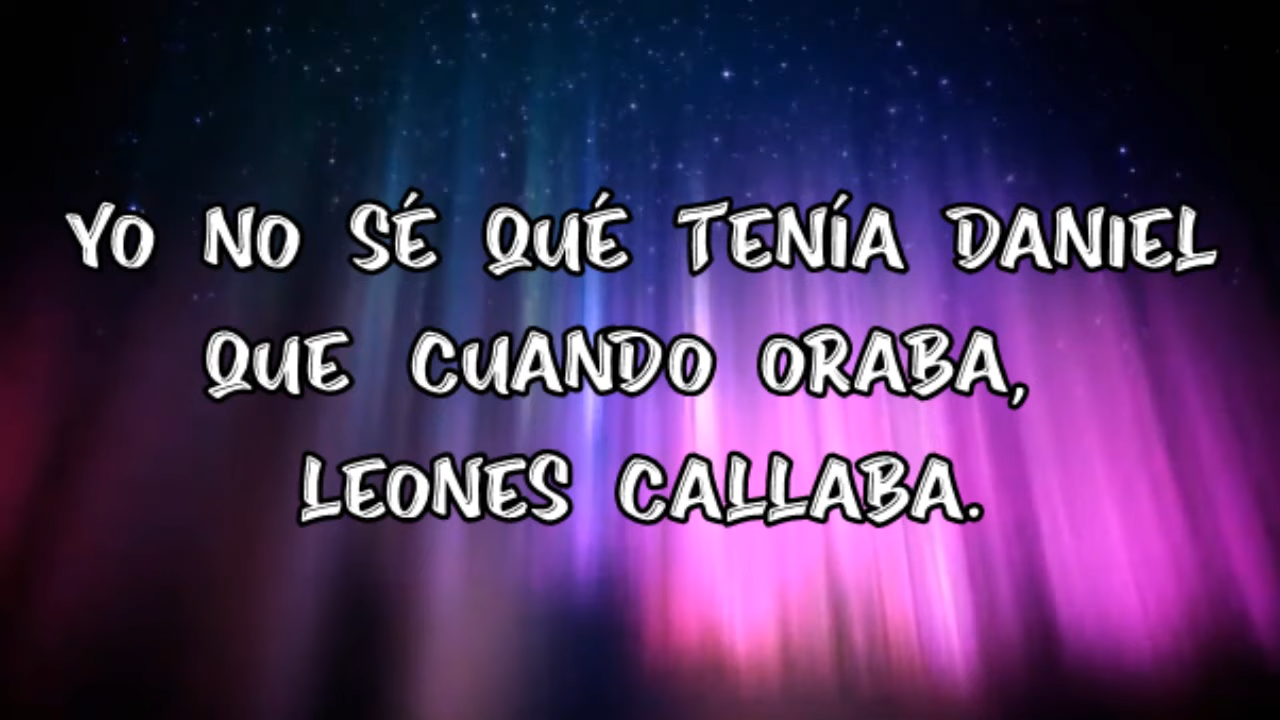 YO NO SÉ QUÉ TENÍA DANIEL
QUE CUANDO ORABA,
LEONES CALLABA.